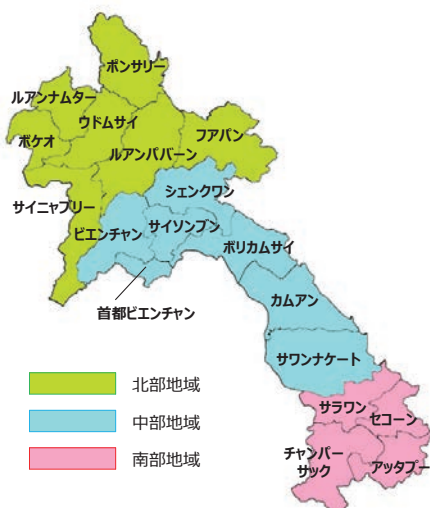 ポンサリー
ルアンナムター
ウドムサイ
ボケオ
フアパン
ルアンパバーン
シェンクワン
サイニャブリー
サイソンブン
ビエンチャン
ボリカムサイ
首都ビエンチャン
カムアン
サワンナケート
北部地域
中部地域
南部地域
サラワン
セコーン
チャンパー
サック
アッタプー